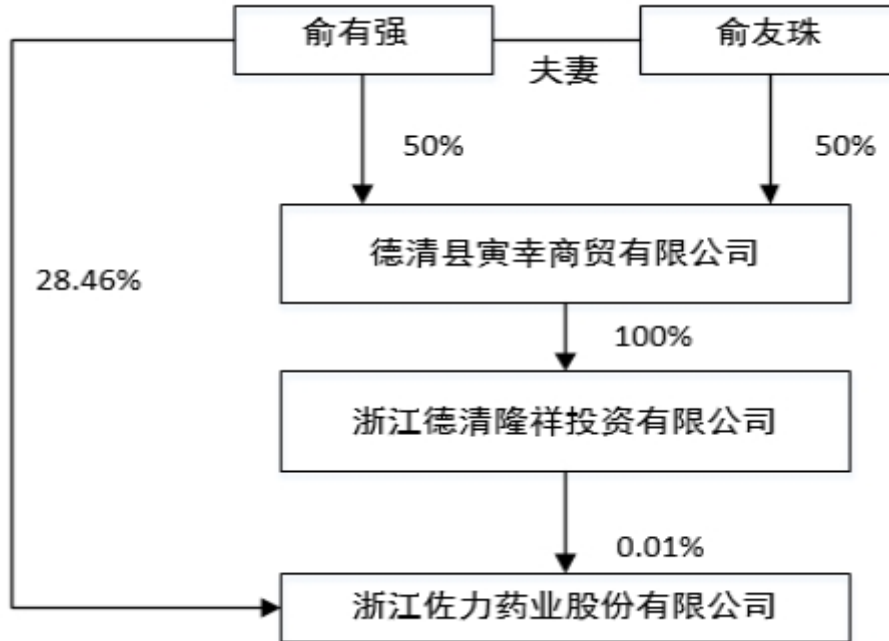 俞有强
俞友珠
夫妻
50%
50%
德清县寅幸商贸有限公司
28.46%
100%
浙江德清隆祥投资有限公司
0.01%
浙江佐力药业股份有限公司